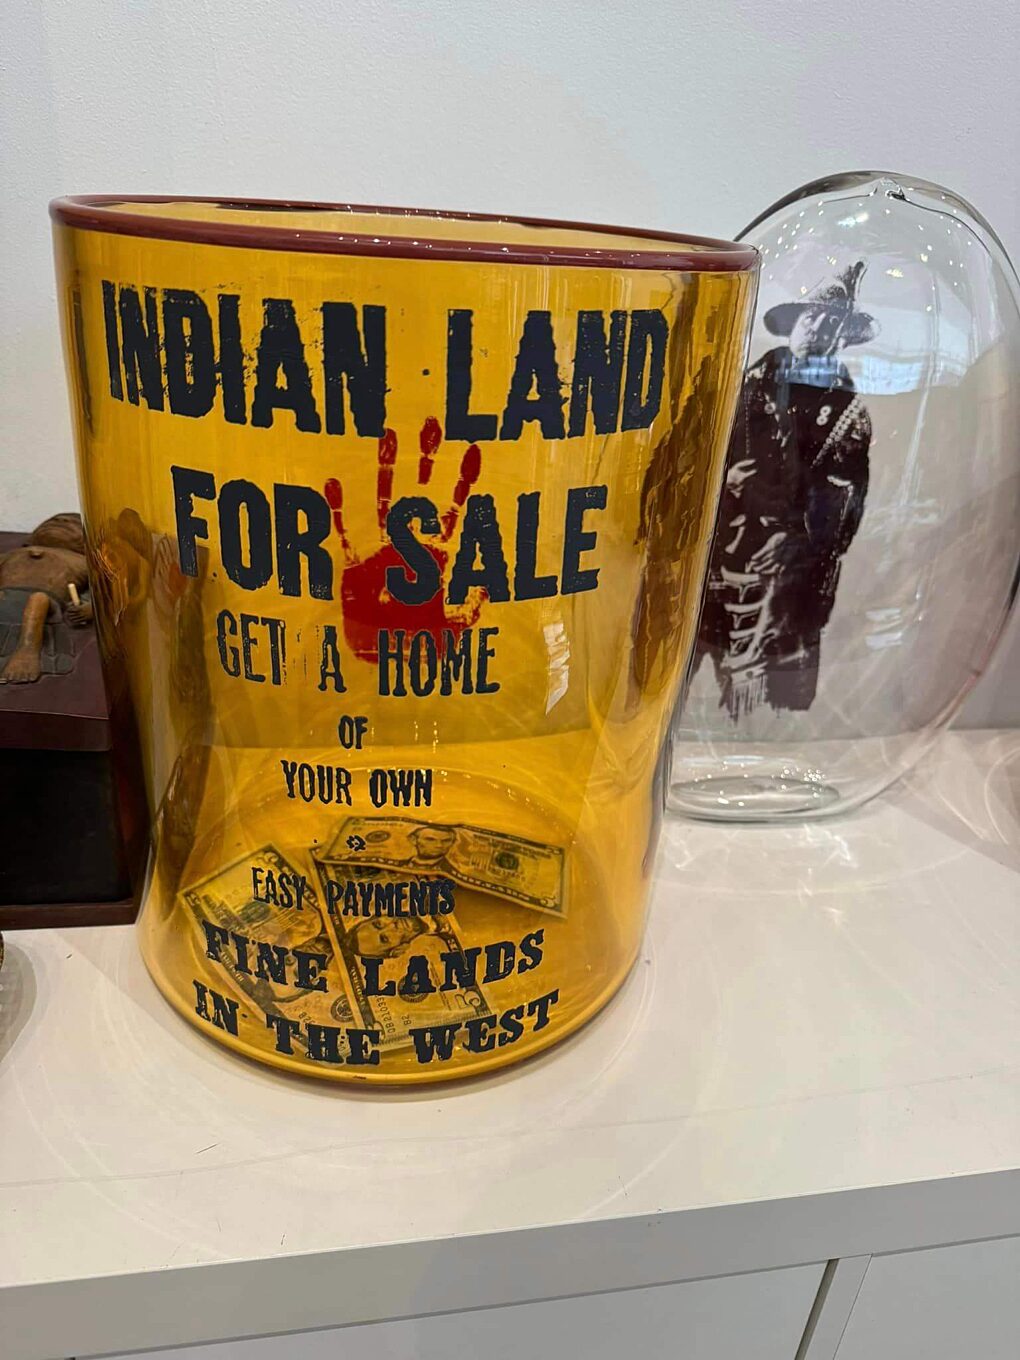 INDIAN LAND
FOR SALE
GET A HOME
OF
YOUR OWN
EASY PAYMENTS
FINE LANDS
IN THE WEST